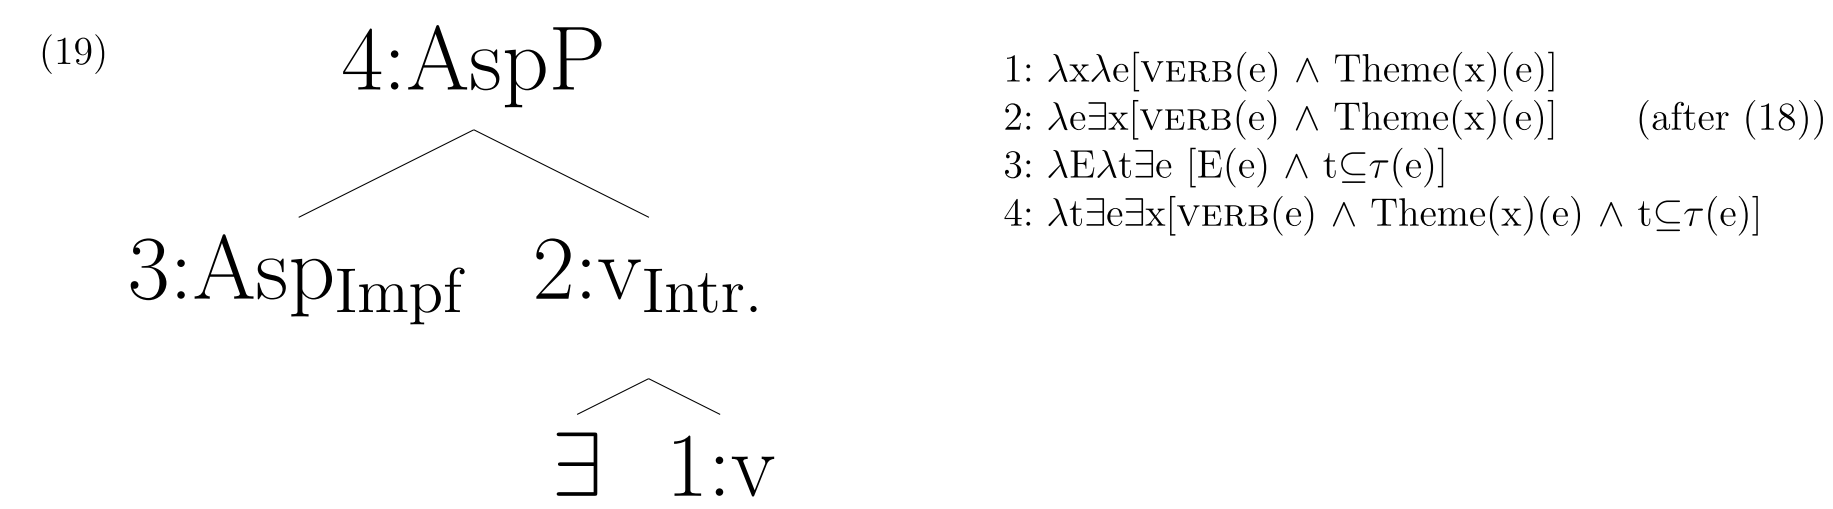 (19)
4:AspP
3:Asp_Impf 2:v_Intr.
∃ 1:v
1: λxλe[VERB(e) ∧ Theme(x)(e)]
2: λe∃x[VERB(e) ∧ Theme(x)(e)] (after (18))
3: λEλt∃e [E(e) ∧ t⊆τ(e)]
4: λt∃e∃x[VERB(e) ∧ Theme(x)(e) ∧ t⊆τ(e)]